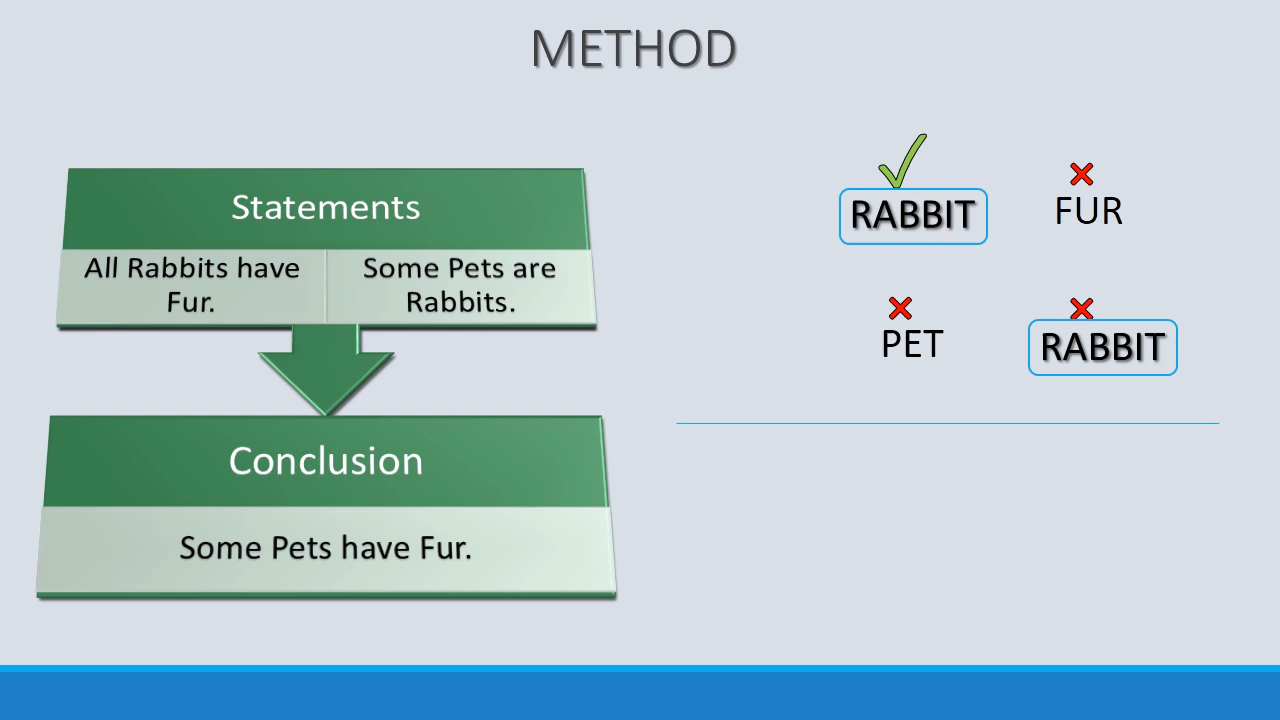 METHOD
Statements
All Rabbits have
Fur.
Some Pets are
Rabbits.
Conclusion
Some Pets have Fur.
RABBIT FUR
PET RABBIT